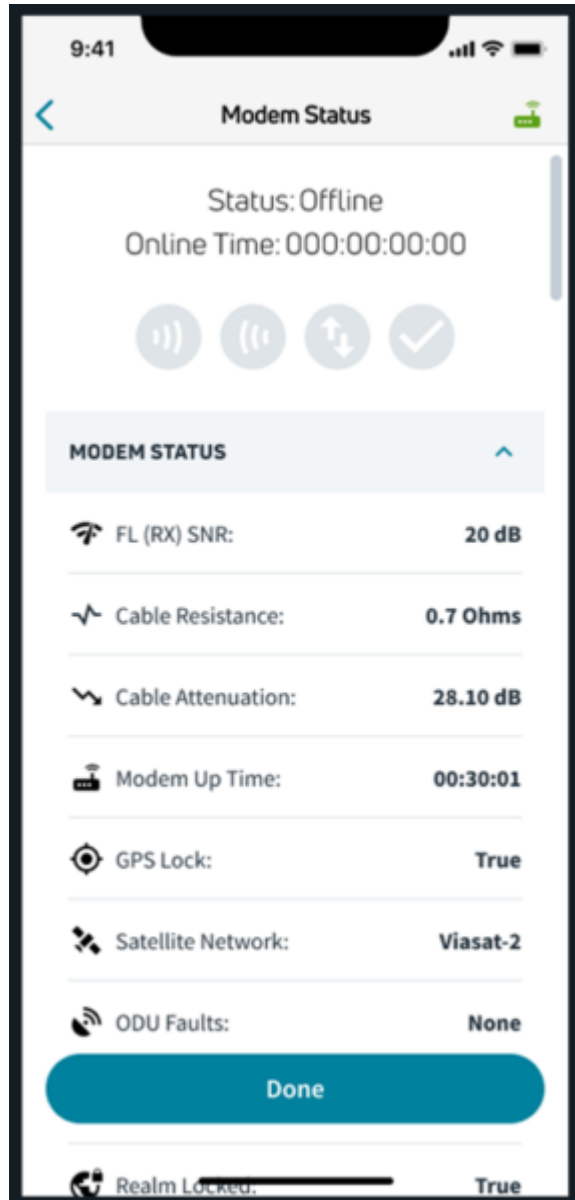 9:41
Modem Status
Status: Offline
Online Time: 000:00:00:00
MODEM STATUS
FL (RX) SNR: 20 dB
Cable Resistance: 0.7 Ohms
Cable Attenuation: 28.10 dB
Modem Up Time: 00:30:01
GPS Lock: True
Satellite Network: Viasat-2
ODU Faults: None
Done
Realm Locked: True